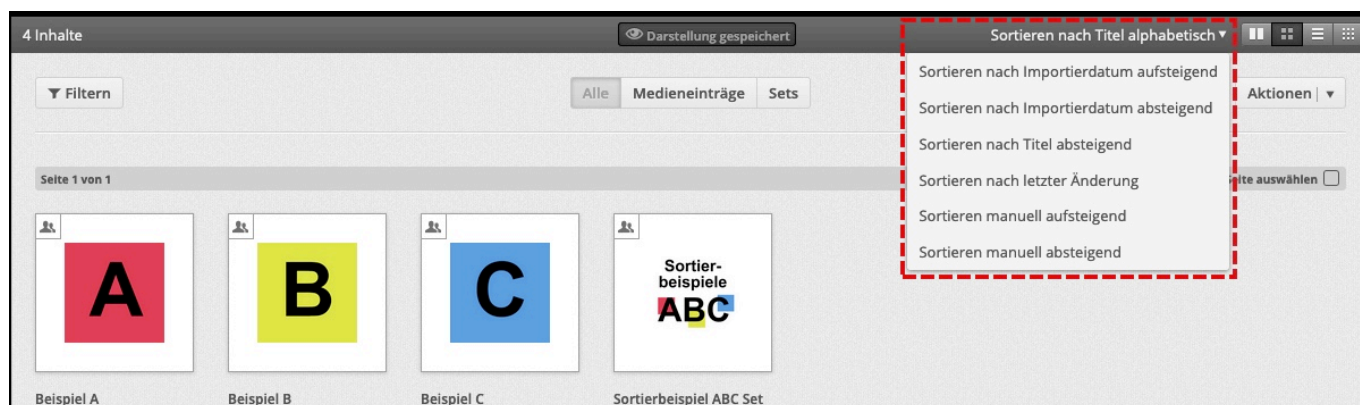 4 Inhalte
Darstellung gespeichert
Sortieren nach Titel alphabetisch
Sortieren nach Importierdatum aufsteigend
Sortieren nach Importierdatum absteigend
Sortieren nach Titel absteigend
Sortieren nach letzter Änderung
Sortieren manuell aufsteigend
Sortieren manuell absteigend
Filtern
Alle Medieneinträge Sets
Aktionen
Seite 1 von 1
Seite auswählen
A
B
C
Sortier-
beispiele
ABC
Beispiel A
Beispiel B
Beispiel C
Sortierbeispiel ABC Set